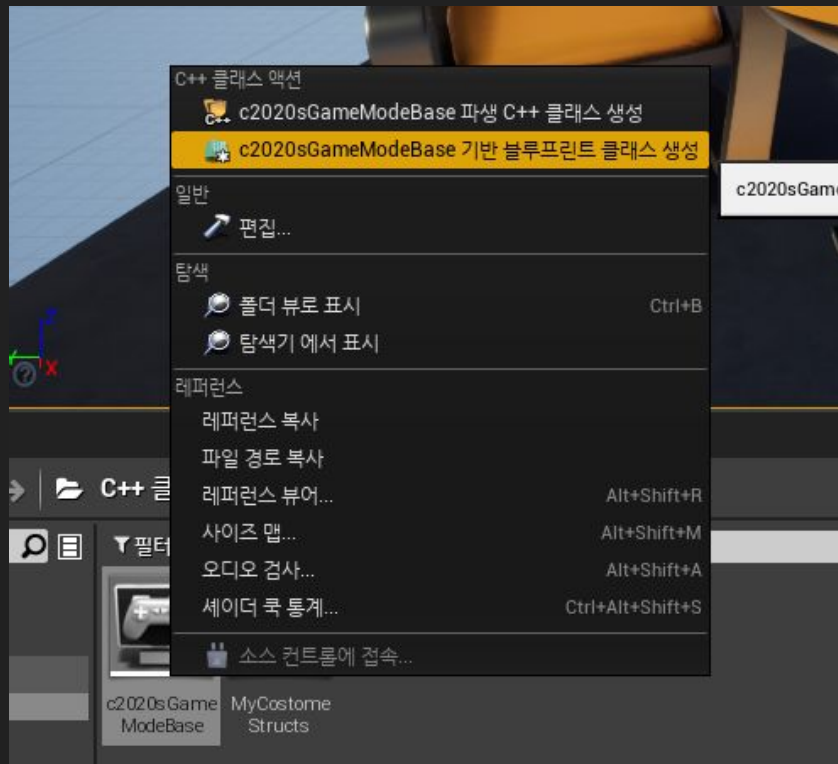 C++ 클래스 액션
C++ c2020sGameModeBase 파생 C++ 클래스 생성
c2020sGameModeBase 기반 블루프린트 클래스 생성
c2020sGame
일반
편집...
탐색
폴더 뷰로 표시 Ctrl+B
탐색기 에서 표시
레퍼런스
레퍼런스 복사
파일 경로 복사
레퍼런스 뷰어... Alt+Shift+R
사이즈 맵... Alt+Shift+M
오디오 검사... Alt+Shift+A
셰이더 쿡 통계... Ctrl+Alt+Shift+S
소스 컨트롤에 접속...
X
C++ 클
필터
c2020sGame
ModeBase
MyCostome
Structs